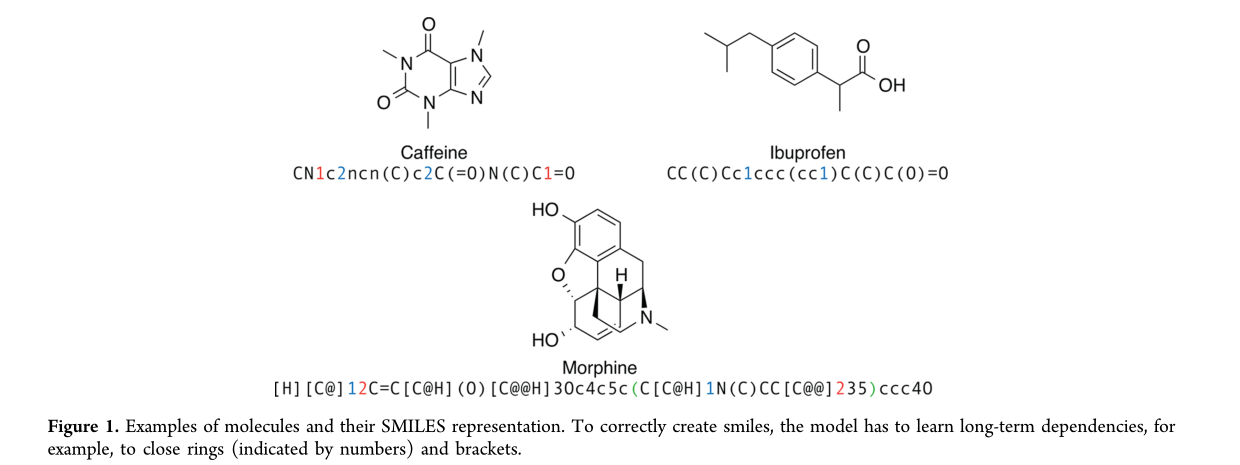 O
N
N
O
N
N
Caffeine
CN1c2ncn(C)c2C(=O)N(C)C1=O
O
OH
Ibuprofen
CC(C)Cc1ccc(cc1)C(C)C(O)=O
HO
O
H
N
HO
Morphine
[H][C@]12C=C[C@H](O)[C@@H]3Oc4c5c(C[C@H]1N(C)CC[C@@]235)ccc4O
Figure 1. Examples of molecules and their SMILES representation. To correctly create smiles, the model has to learn long-term dependencies, for
example, to close rings (indicated by numbers) and brackets.